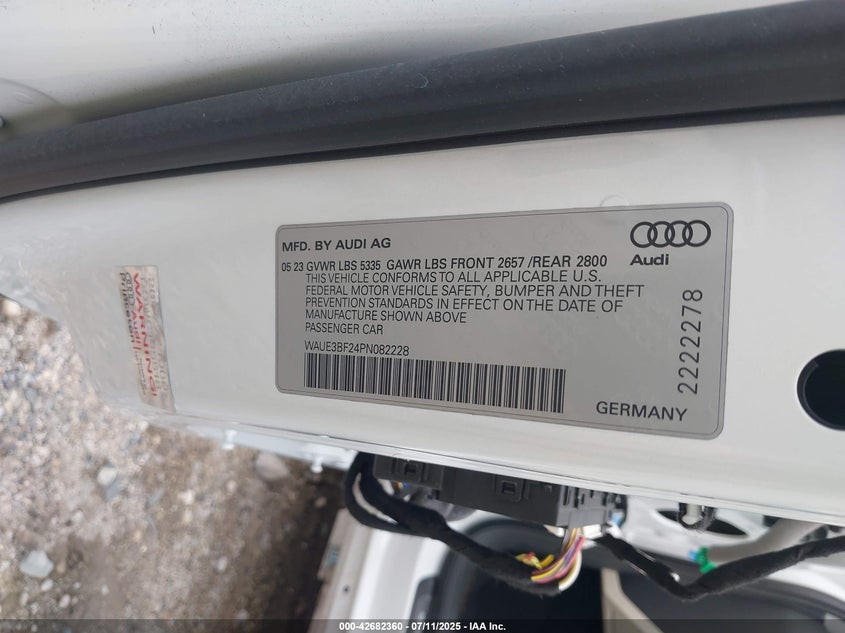 MFD. BY AUDI AG
Audi
05 23 GVWR LBS 5335 GAWR LBS FRONT 2657 /REAR 2800
THIS VEHICLE CONFORMS TO ALL APPLICABLE U.S.
FEDERAL MOTOR VEHICLE SAFETY, BUMPER AND THEFT
PREVENTION STANDARDS IN EFFECT ON THE DATE OF
MANUFACTURE SHOWN ABOVE
PASSENGER CAR
WAUE3BF24PN082228
GERMANY
2222278
WARNING!
000-42682360 - 07/11/2025 - IAA Inc.